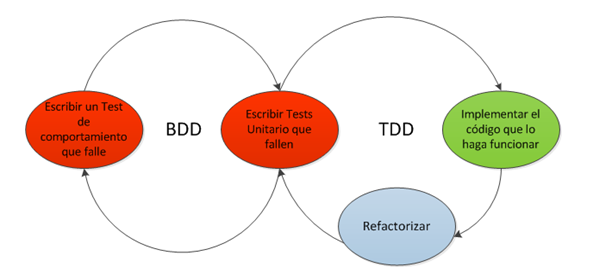 Escribir un Test
de
comportamiento
que falle
BDD
Escribir Tests
Unitario que
fallen
TDD
Implementar el
código que lo
haga funcionar
Refactorizar